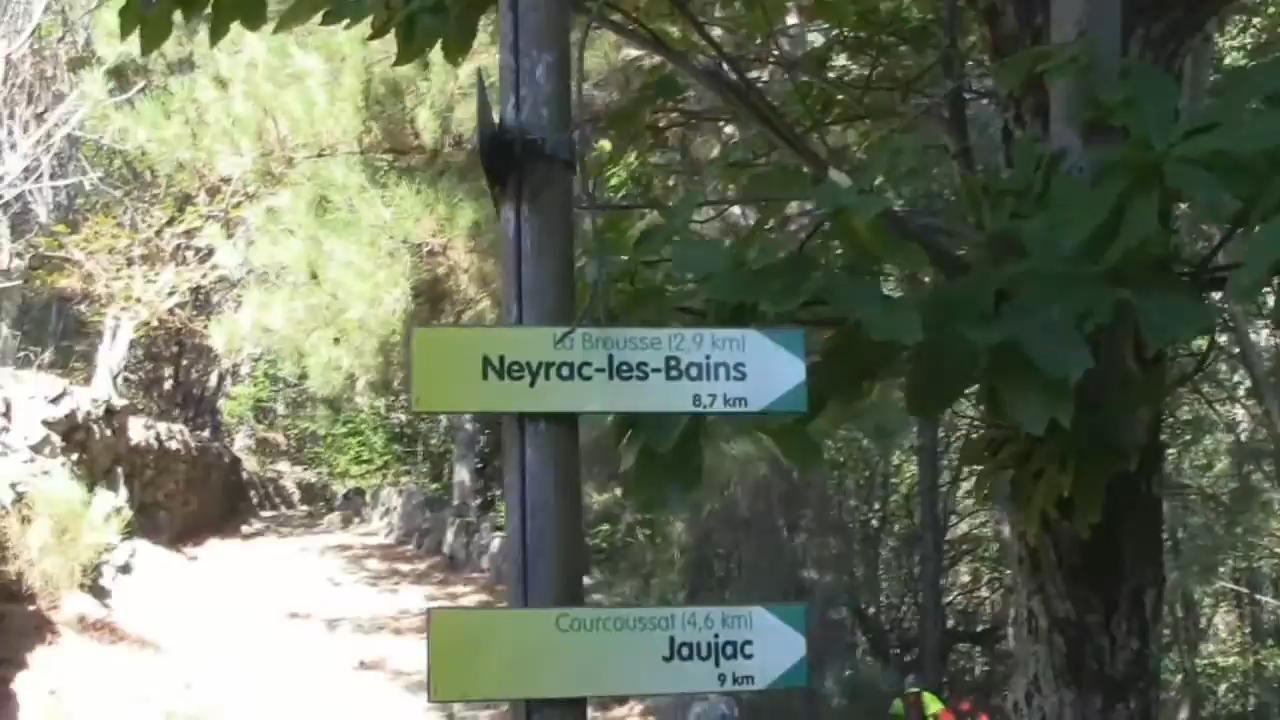 La Brousse (2,9 km)
Neyrac-les-Bains
8,7 km
Courcoussat (4,6 km)
Jaujac
9 km